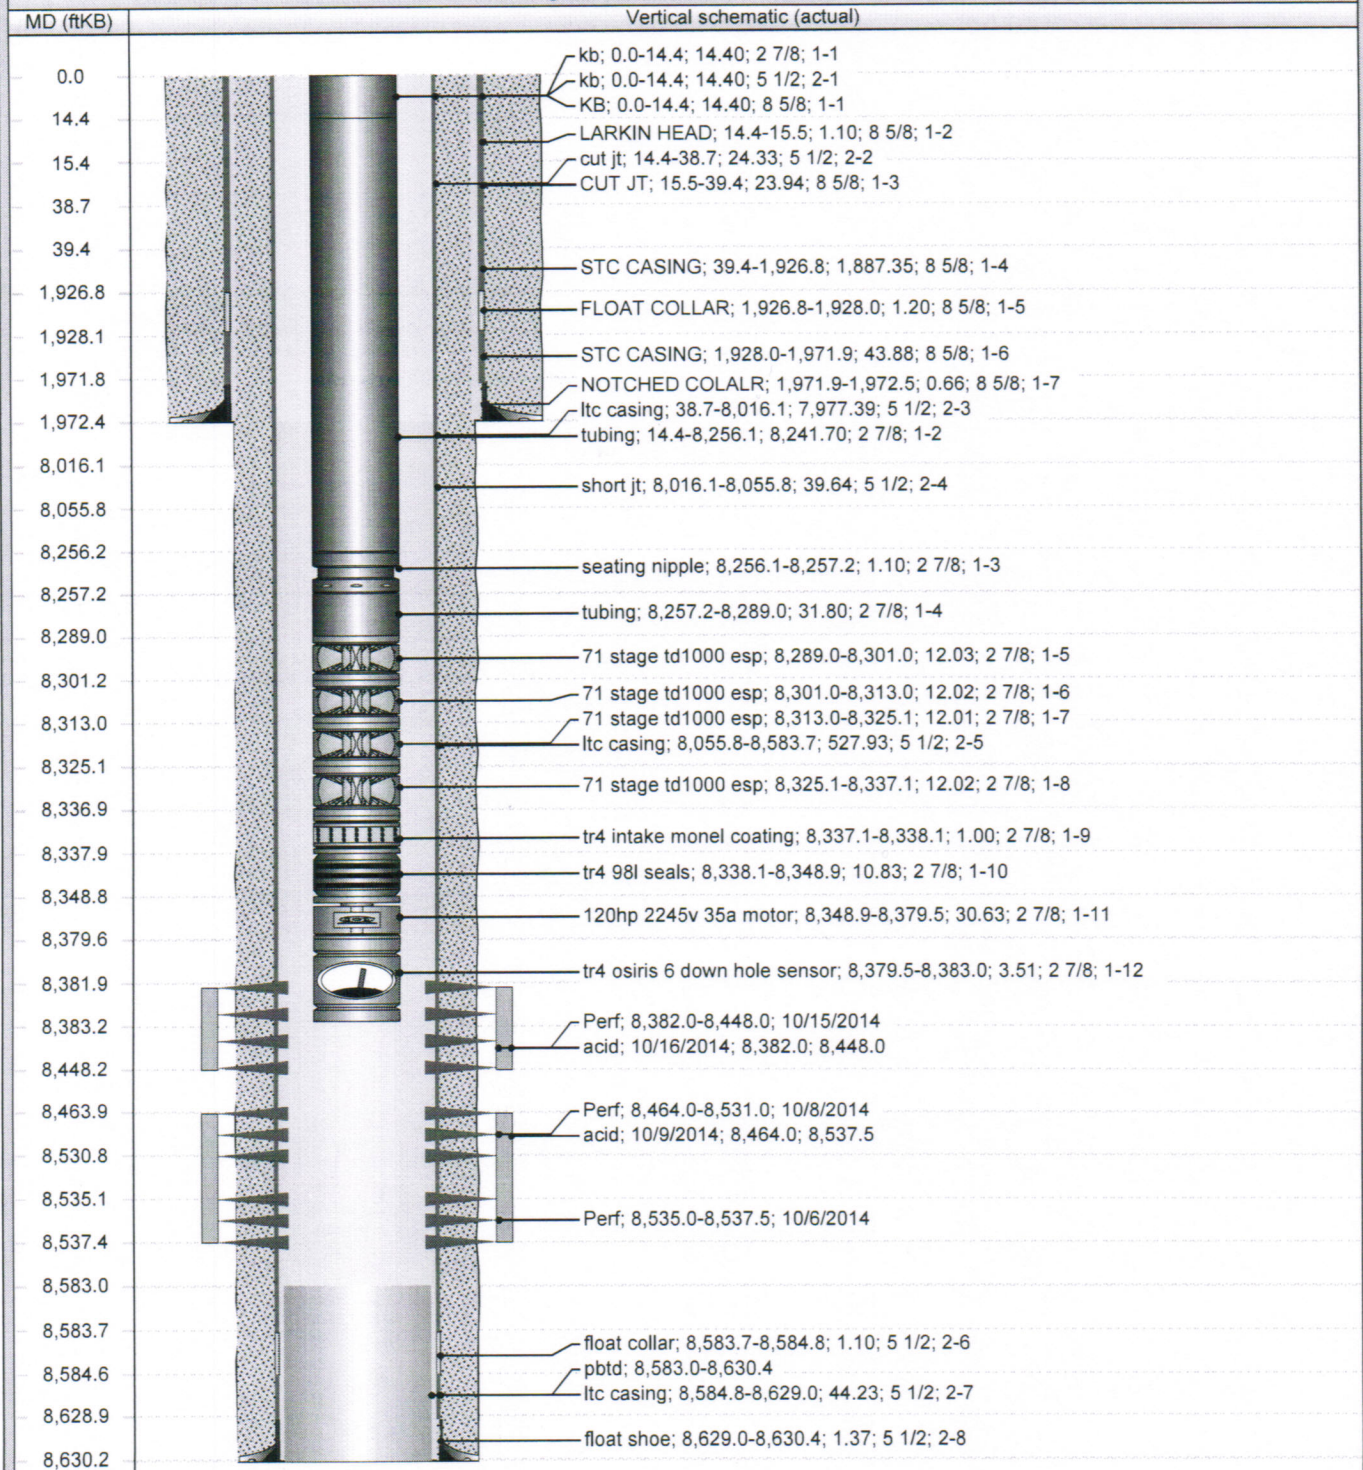 MD (ftKB)
Vertical schematic (actual)
0.0
14.4
15.4
38.7
39.4
1,926.8
1,928.1
1,971.8
1,972.4
8,016.1
8,055.8
8,256.2
8,257.2
8,289.0
8,301.2
8,313.0
8,325.1
8,336.9
8,337.9
8,348.8
8,379.6
8,381.9
8,383.2
8,448.2
8,463.9
8,530.8
8,535.1
8,537.4
8,583.0
8,583.7
8,584.6
8,628.9
8,630.2
kb; 0.0-14.4; 14.40; 2 7/8; 1-1
kb; 0.0-14.4; 14.40; 5 1/2; 2-1
KB; 0.0-14.4; 14.40; 8 5/8; 1-1
LARKIN HEAD; 14.4-15.5; 1.10; 8 5/8; 1-2
cut jt; 14.4-38.7; 24.33; 5 1/2; 2-2
CUT JT; 15.5-39.4; 23.94; 8 5/8; 1-3
STC CASING; 39.4-1,926.8; 1,887.35; 8 5/8; 1-4
FLOAT COLLAR; 1,926.8-1,928.0; 1.20; 8 5/8; 1-5
STC CASING; 1,928.0-1,971.9; 43.88; 8 5/8; 1-6
NOTCHED COLALR; 1,971.9-1,972.5; 0.66; 8 5/8; 1-7
ltc casing; 38.7-8,016.1; 7,977.39; 5 1/2; 2-3
tubing; 14.4-8,256.1; 8,241.70; 2 7/8; 1-2
short jt; 8,016.1-8,055.8; 39.64; 5 1/2; 2-4
seating nipple; 8,256.1-8,257.2; 1.10; 2 7/8; 1-3
tubing; 8,257.2-8,289.0; 31.80; 2 7/8; 1-4
71 stage td1000 esp; 8,289.0-8,301.0; 12.03; 2 7/8; 1-5
71 stage td1000 esp; 8,301.0-8,313.0; 12.02; 2 7/8; 1-6
71 stage td1000 esp; 8,313.0-8,325.1; 12.01; 2 7/8; 1-7
ltc casing; 8,055.8-8,583.7; 527.93; 5 1/2; 2-5
71 stage td1000 esp; 8,325.1-8,337.1; 12.02; 2 7/8; 1-8
tr4 intake monel coating; 8,337.1-8,338.1; 1.00; 2 7/8; 1-9
tr4 98l seals; 8,338.1-8,348.9; 10.83; 2 7/8; 1-10
120hp 2245v 35a motor; 8,348.9-8,379.5; 30.63; 2 7/8; 1-11
tr4 osiris 6 down hole sensor; 8,379.5-8,383.0; 3.51; 2 7/8; 1-12
Perf; 8,382.0-8,448.0; 10/15/2014
acid; 10/16/2014; 8,382.0; 8,448.0
Perf; 8,464.0-8,531.0; 10/8/2014
acid; 10/9/2014; 8,464.0; 8,537.5
Perf; 8,535.0-8,537.5; 10/6/2014
float collar; 8,583.7-8,584.8; 1.10; 5 1/2; 2-6
pbtd; 8,583.0-8,630.4
ltc casing; 8,584.8-8,629.0; 44.23; 5 1/2; 2-7
float shoe; 8,629.0-8,630.4; 1.37; 5 1/2; 2-8